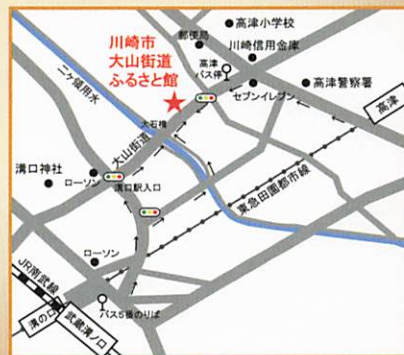 高津小学校
郵便局
川崎信用金庫
川崎市
大山街道
ふるさと館
高津
バス停
セブンイレブン
高津警察署
高津
二ヶ領用水
大石橋
大山街道
溝口神社
ローソン
溝口駅入口
東急田園都市線
ローソン
JR南武線
バス5番のりば
溝の口
武蔵溝ノ口